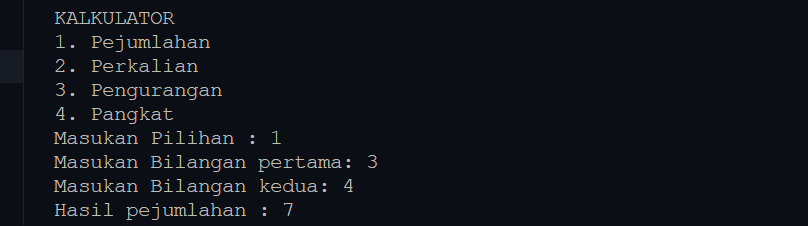 KALKULATOR
1. Pejumlahan
2. Perkalian
3. Pengurangan
4. Pangkat
Masukan Pilihan : 1
Masukan Bilangan pertama: 3
Masukan Bilangan kedua: 4
Hasil pejumlahan : 7